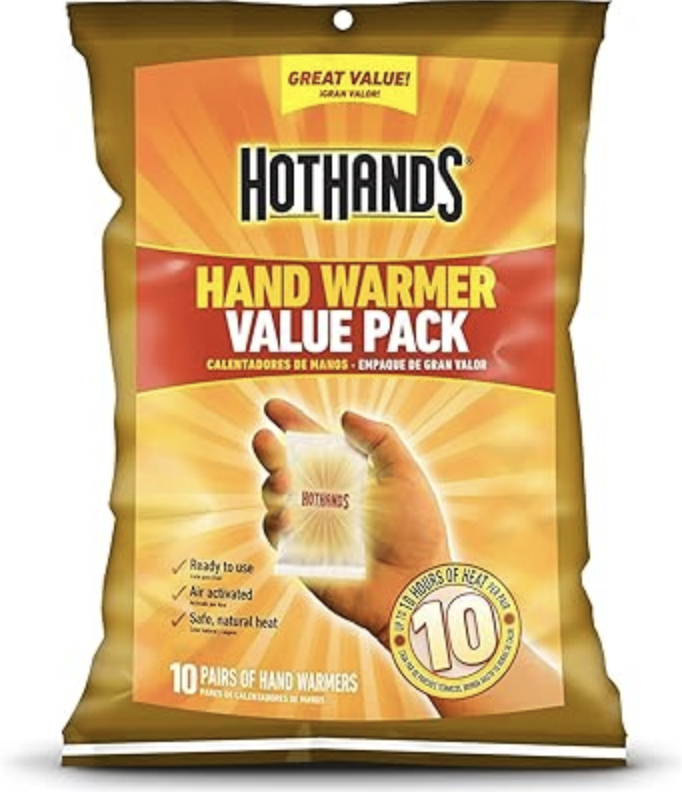 GREAT VALUE!
¡GRAN VALOR!
HOTHANDS®
HAND WARMER
VALUE PACK
CALENTADORES DE MANOS - EMPAQUE DE GRAN VALOR
HOTHANDS
Ready to use
Air activated
Safe, natural heat
UP TO 10 HOURS OF HEAT PER PAIR
10
10 PAIRS OF HAND WARMERS
PARES DE CALENTADORES DE MANOS